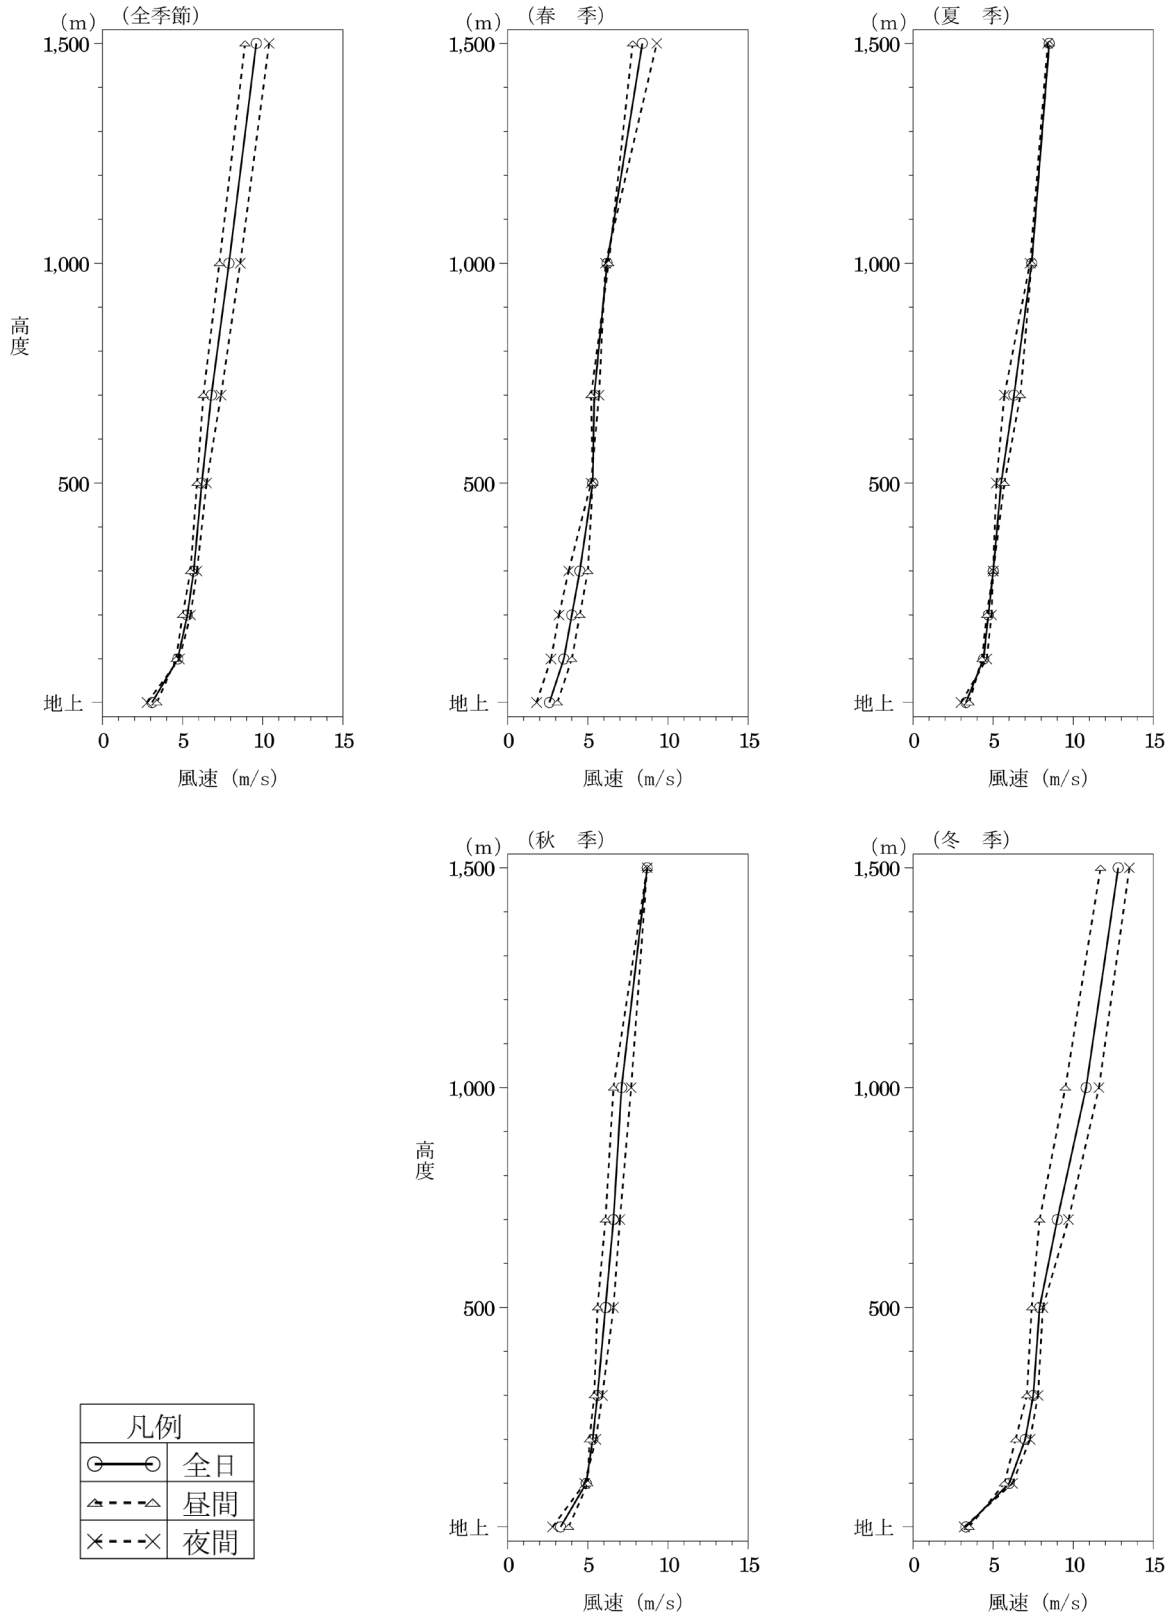 (m) (全季節)
1,500
1,000
500
地上
高度
0 5 10 15
風速 (m/s)
(m) (春　季)
1,500
1,000
500
地上
0 5 10 15
風速 (m/s)
(m) (夏　季)
1,500
1,000
500
地上
0 5 10 15
風速 (m/s)
(m) (秋　季)
1,500
1,000
500
地上
高度
0 5 10 15
風速 (m/s)
(m) (冬　季)
1,500
1,000
500
地上
0 5 10 15
風速 (m/s)
凡例
全日
昼間
夜間